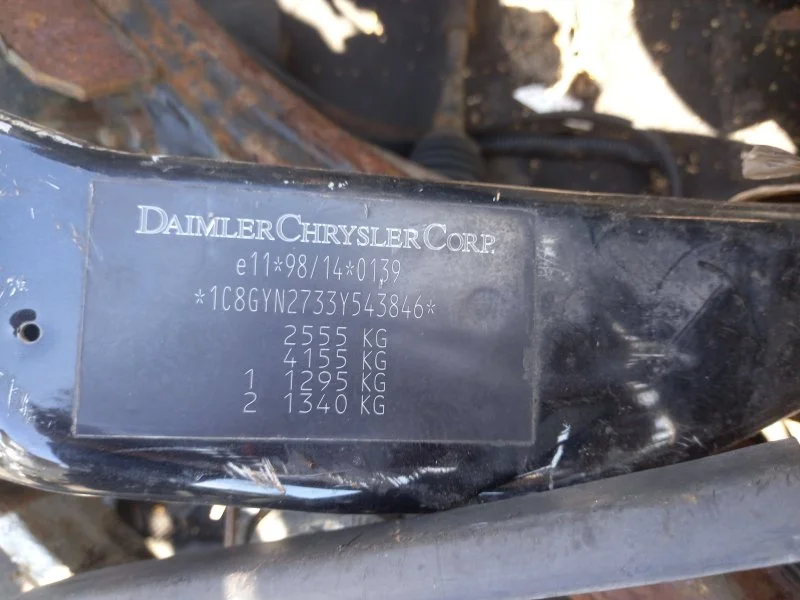 DAIMLERCHRYSLER CORP.
e11*98/14*0139
*1C8GYN2733Y543846*
2555 KG
4155 KG
1 1295 KG
2 1340 KG